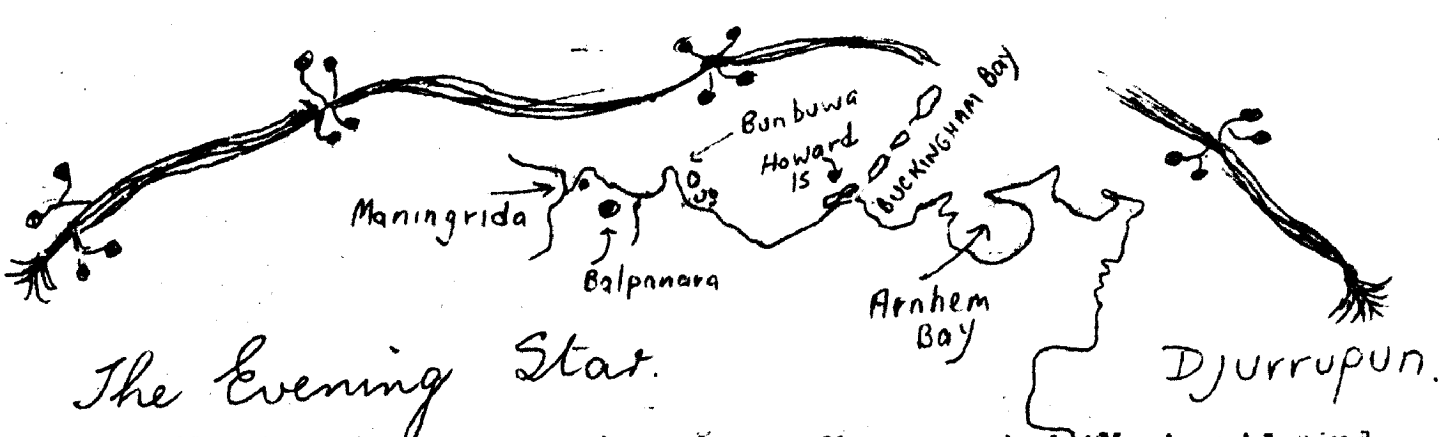 Bunbuwa
Howard
IS
BUCKINGHAM Bay
Maningrida
Balpanara
Arnhem
Bay
The Evening Star.
Djurrupun.